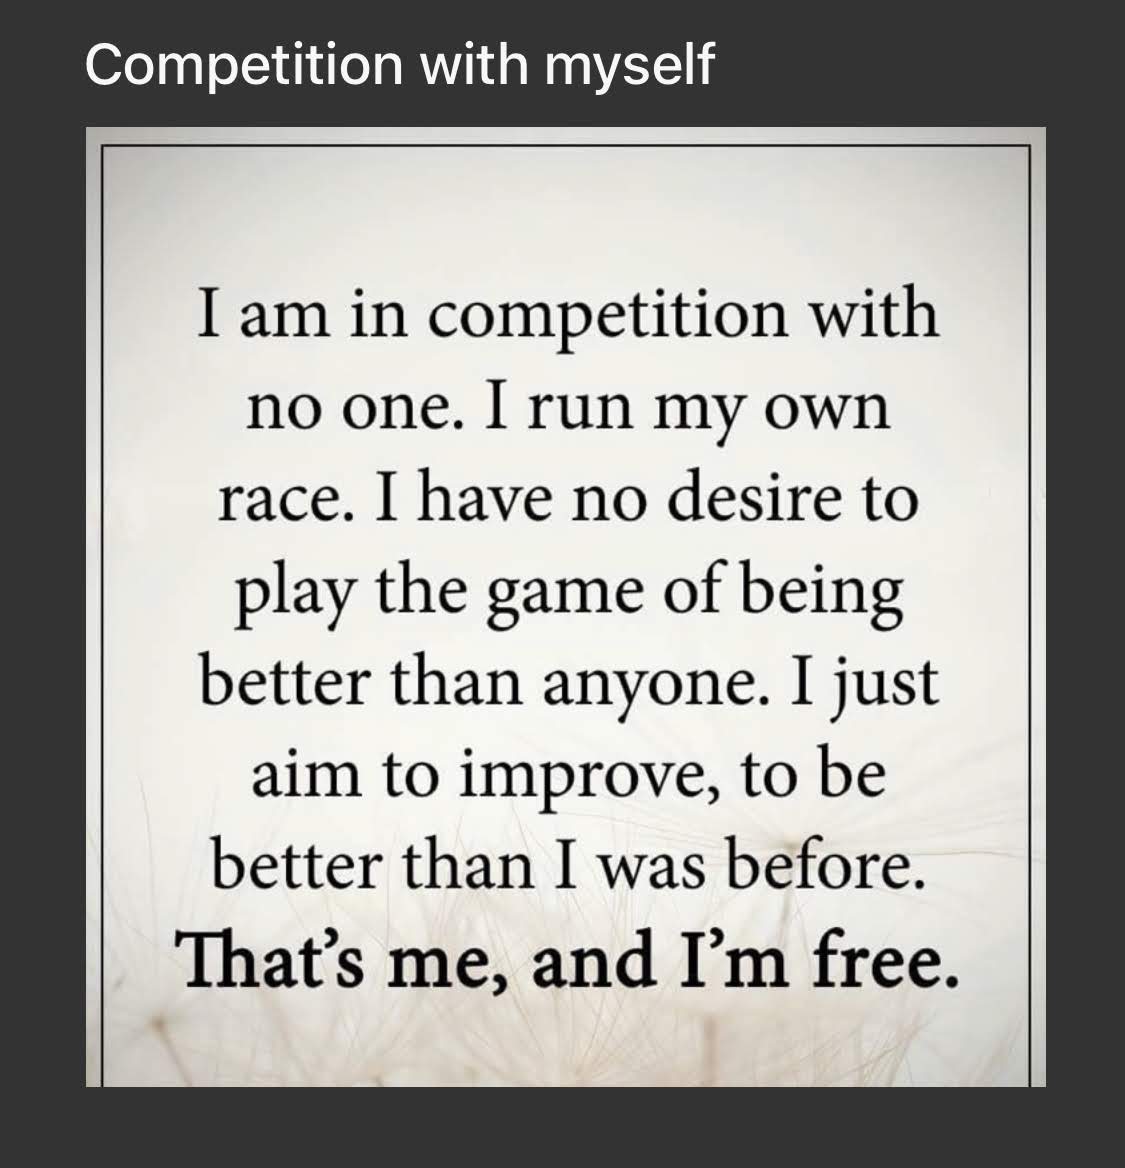 Competition with myself
I am in competition with
no one. I run my own
race. I have no desire to
play the game of being
better than anyone. I just
aim to improve, to be
better than I was before.
That’s me, and I’m free.